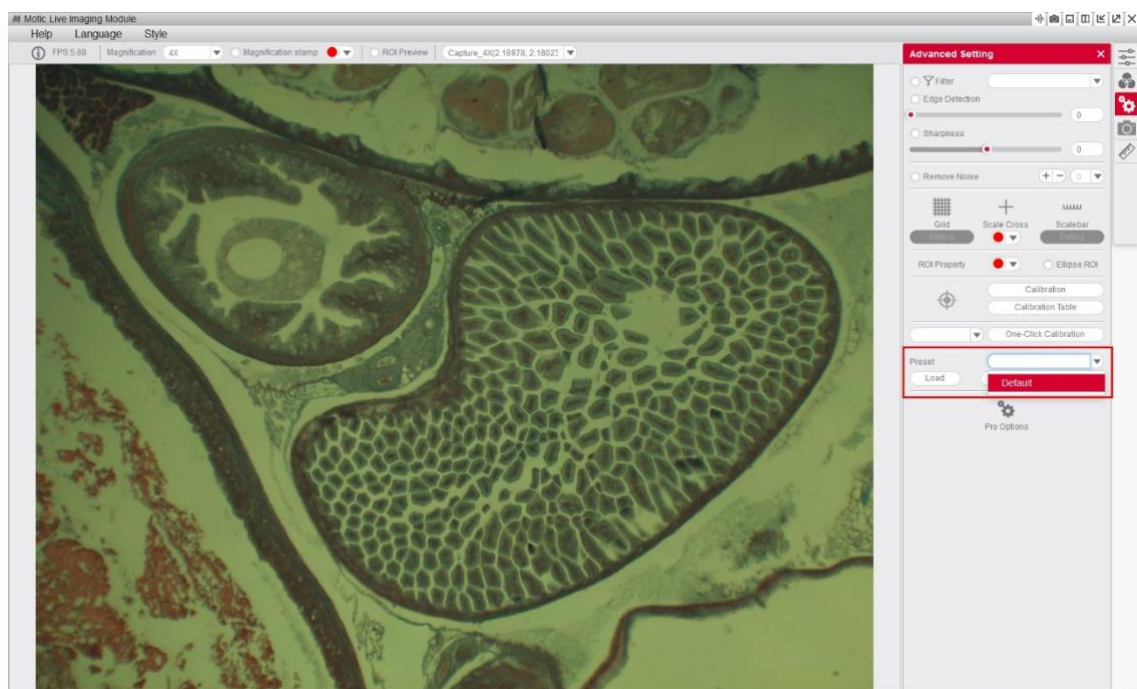 Motic Live Imaging Module
Help Language Style
FPS:5.88 Magnification 4X Magnification stamp ROI Preview Capture_4X(2.18978, 2.1802
Advanced Setting
Filter
Edge Detection
0
Sharpness
0
Remove Noise 0
Grid Scale Cross Scalebar
Setting Setting
ROI Property Ellipse ROI
Calibration
Calibration Table
One-Click Calibration
Preset
Load Default
Pro Options